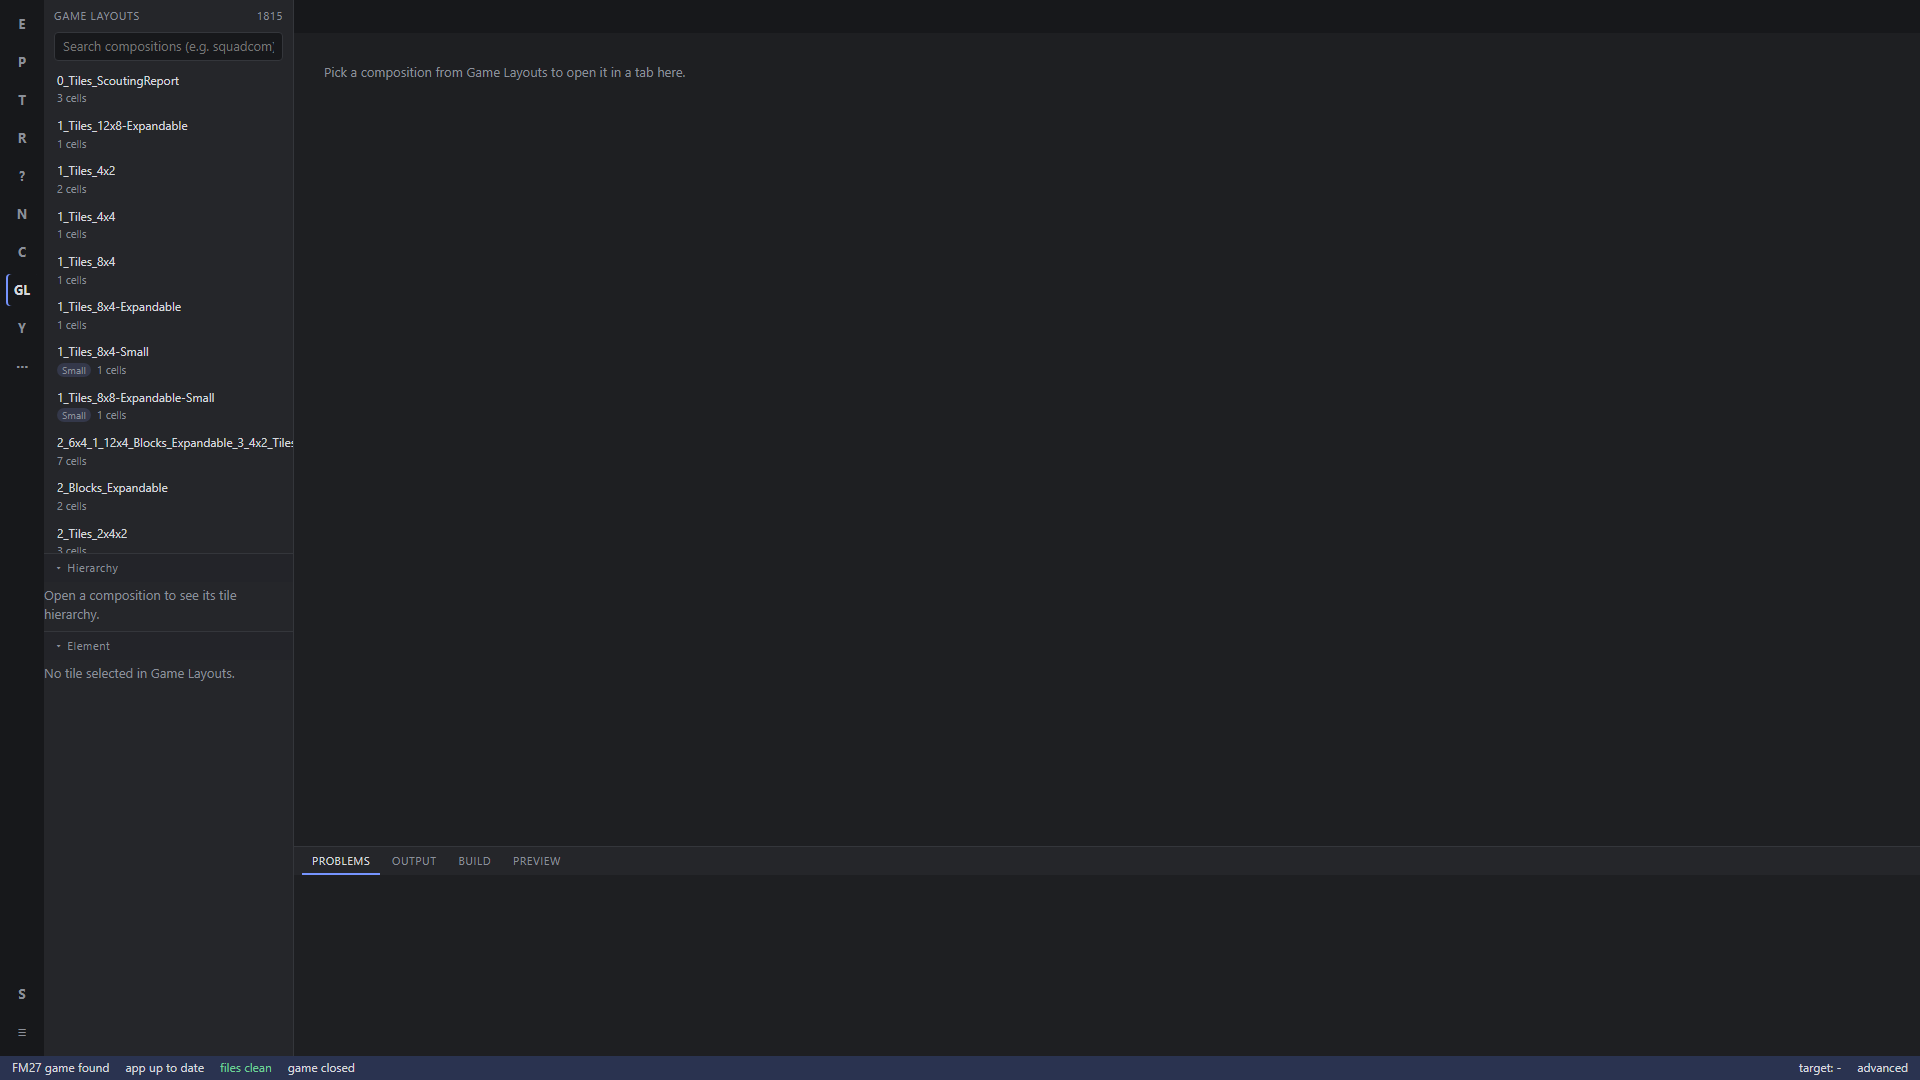 E
P
T
R
?
N
C
GL
Y
...
S
GAME LAYOUTS 1815
Search compositions (e.g. squadcom)
0_Tiles_ScoutingReport
3 cells
1_Tiles_12x8-Expandable
1 cells
1_Tiles_4x2
2 cells
1_Tiles_4x4
1 cells
1_Tiles_8x4
1 cells
1_Tiles_8x4-Expandable
1 cells
1_Tiles_8x4-Small
Small 1 cells
1_Tiles_8x8-Expandable-Small
Small 1 cells
2_6x4_1_12x4_Blocks_Expandable_3_4x2_Tiles
7 cells
2_Blocks_Expandable
2 cells
2_Tiles_2x4x2
3 cells
Hierarchy
Open a composition to see its tile
hierarchy.
Element
No tile selected in Game Layouts.
Pick a composition from Game Layouts to open it in a tab here.
PROBLEMS OUTPUT BUILD PREVIEW
FM27 game found app up to date files clean game closed target: - advanced